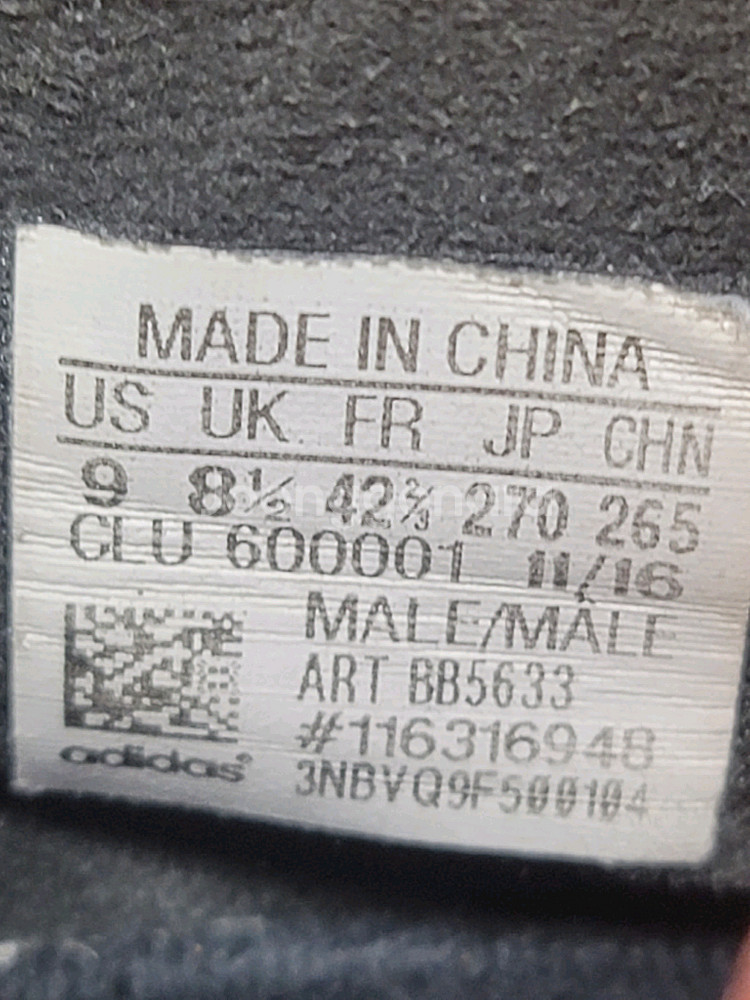 MADE IN CHINA
US UK FR JP CHN
9 8½ 42⅔ 270 265
CLU 600001 11/16
MALE/MÂLE
ART BB5633
#116316948
3NBVQ9F500104
adidas